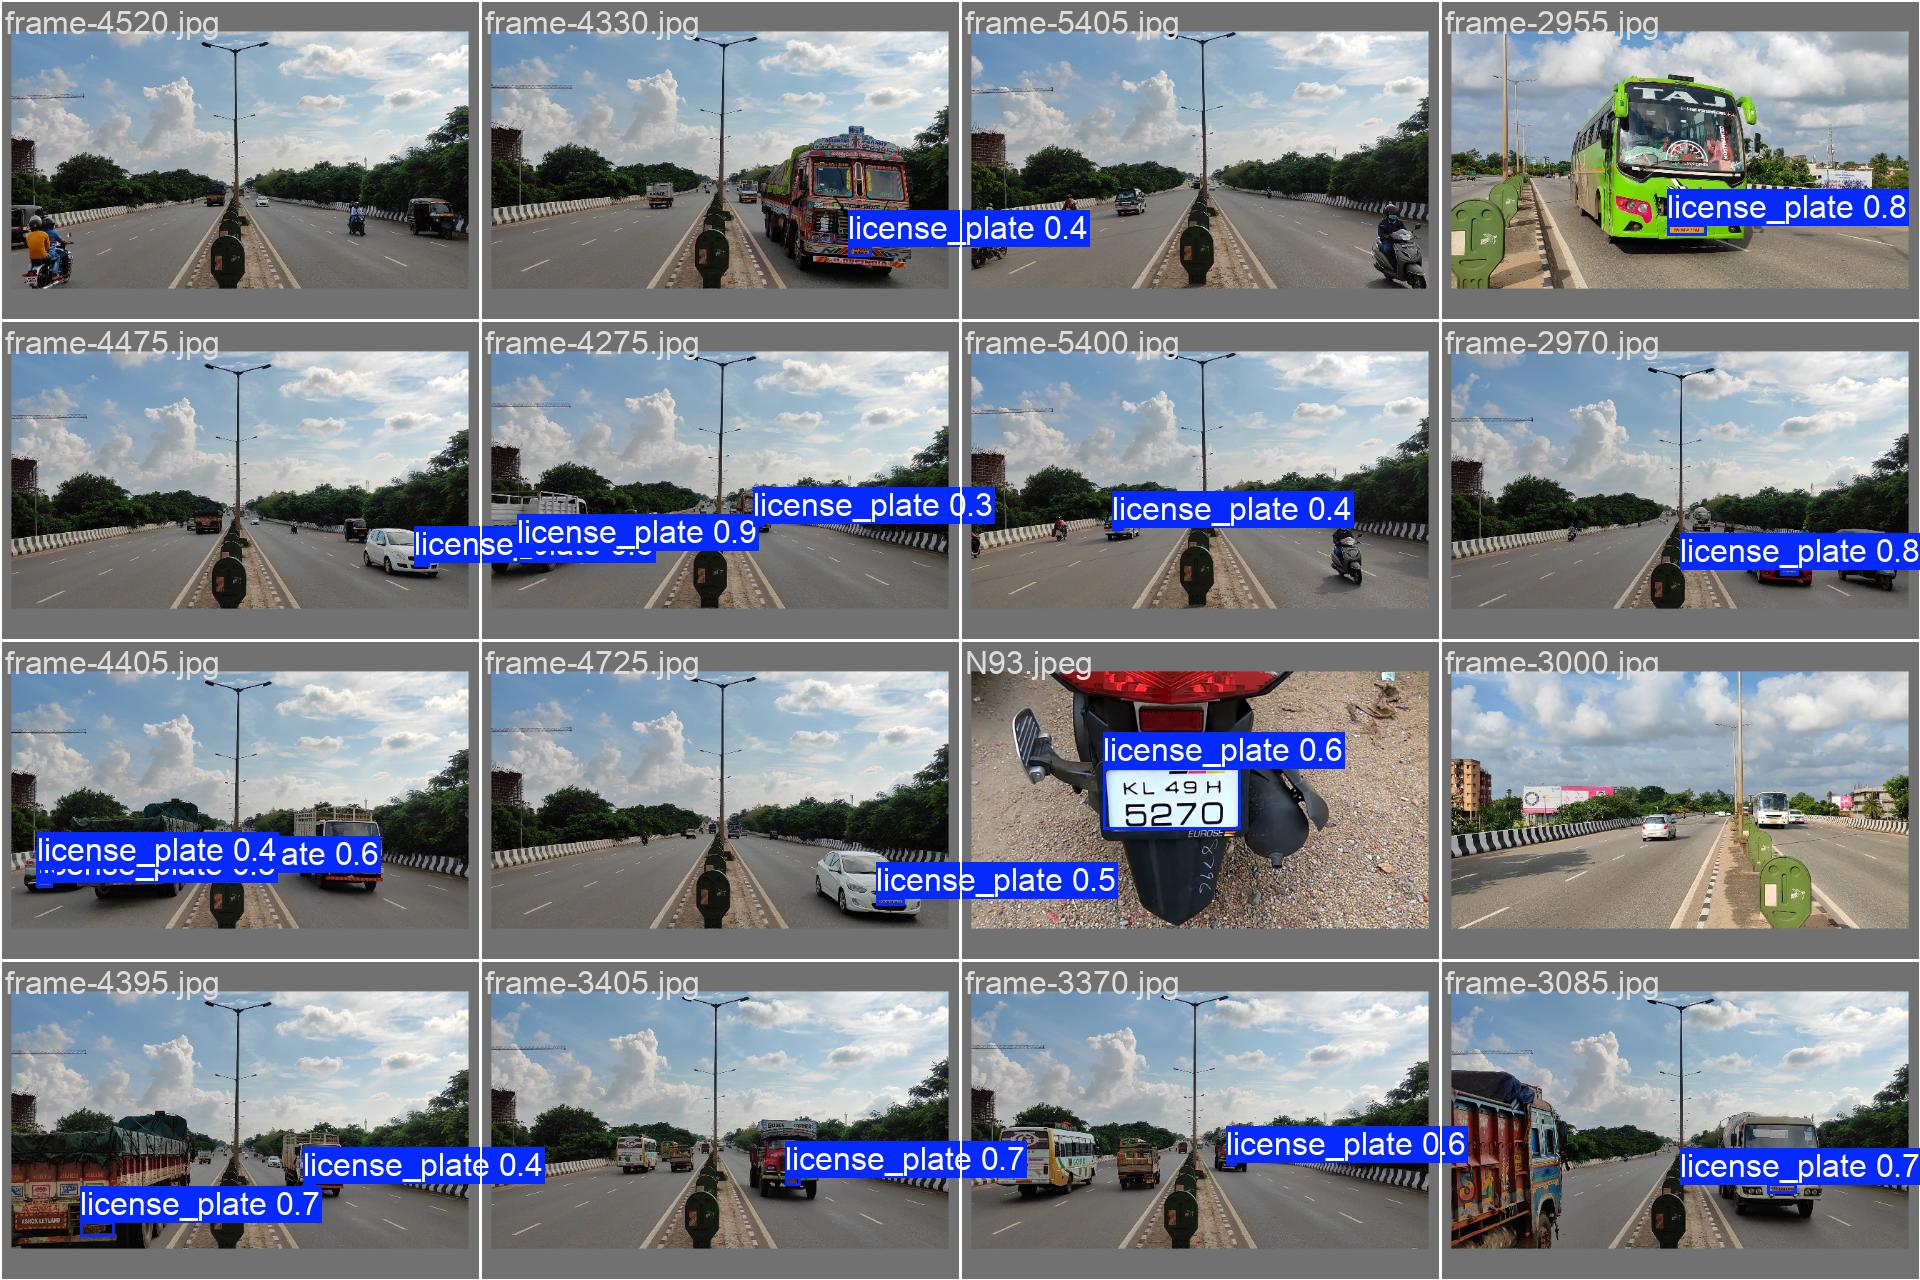 frame-4520.jpg
frame-4330.jpg
license_plate 0.4
frame-5405.jpg
frame-2955.jpg
TAJ
license_plate 0.8
frame-4475.jpg
license_plate
frame-4275.jpg
license_plate 0.9
license_plate 0.3
frame-5400.jpg
license_plate 0.4
frame-2970.jpg
license_plate 0.8
frame-4405.jpg
license_plate 0.4
ate 0.6
frame-4725.jpg
license_plate 0.5
N93.jpeg
license_plate 0.6
KL 49 H
5270
frame-3000.jpg
frame-4395.jpg
license_plate 0.4
license_plate 0.7
ASHOK LEYLAND
frame-3405.jpg
license_plate 0.7
frame-3370.jpg
license_plate 0.6
frame-3085.jpg
license_plate 0.7